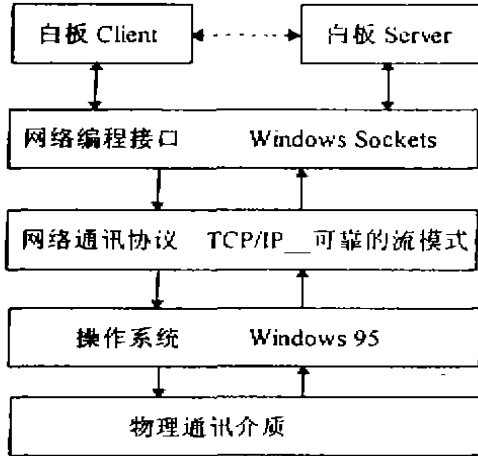 白板 Client 白板 Server
网络编程接口 Windows Sockets
网络通讯协议 TCP/IP__可靠的流模式
操作系统 Windows 95
物理通讯介质